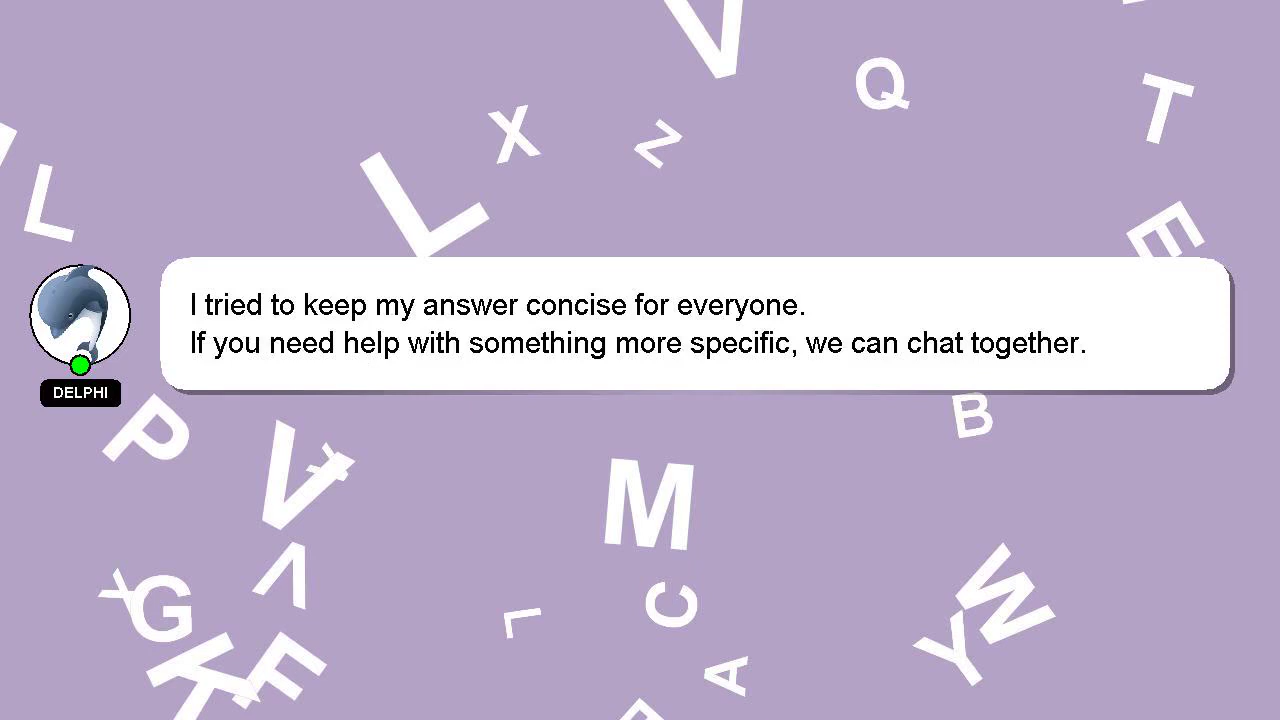 I tried to keep my answer concise for everyone.
If you need help with something more specific, we can chat together.
DELPHI
V
Q
T
X
Z
L
L
E
P
V
B
M
V
W
X
G
C
L
Y
K
F
A